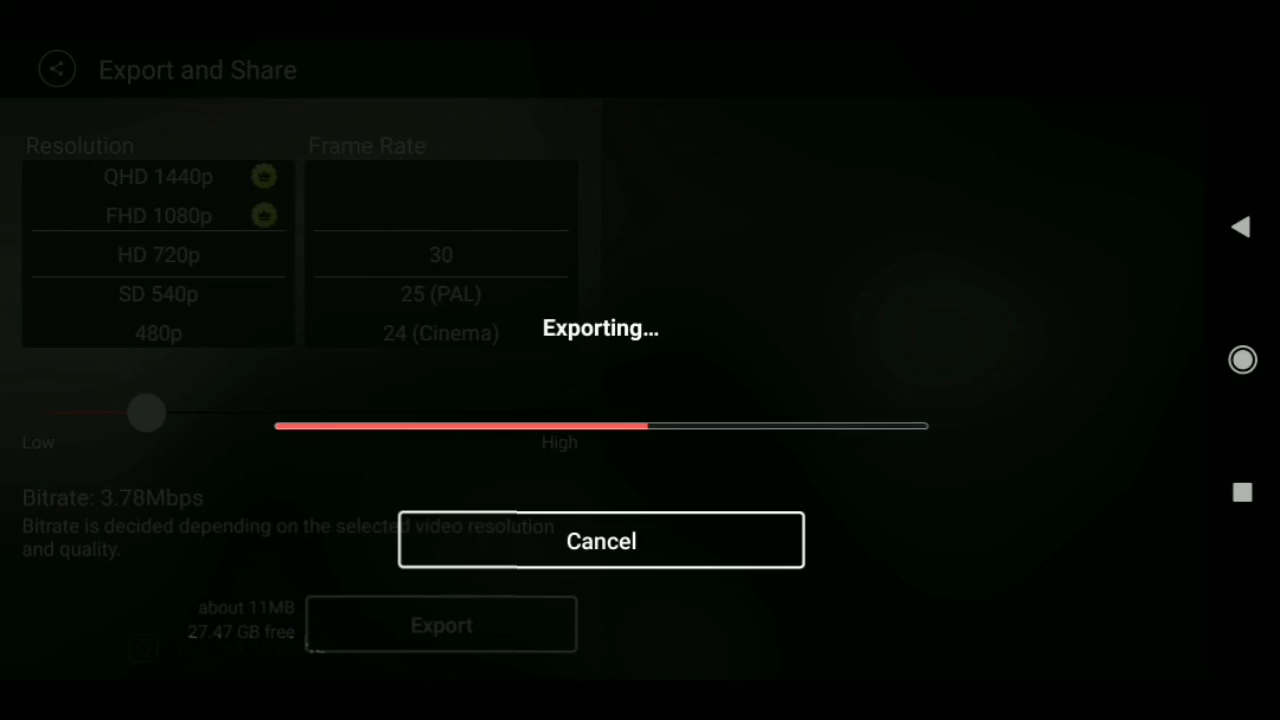 Export and Share
Resolution
Frame Rate
QHD 1440p
FHD 1080p
HD 720p
30
SD 540p
25 (PAL)
480p
24 (Cinema)
Exporting...
Low
High
Bitrate: 3.78Mbps
Bitrate is decided depending on the selected video resolution
and quality.
Cancel
about 11MB
27.47 GB free
Export